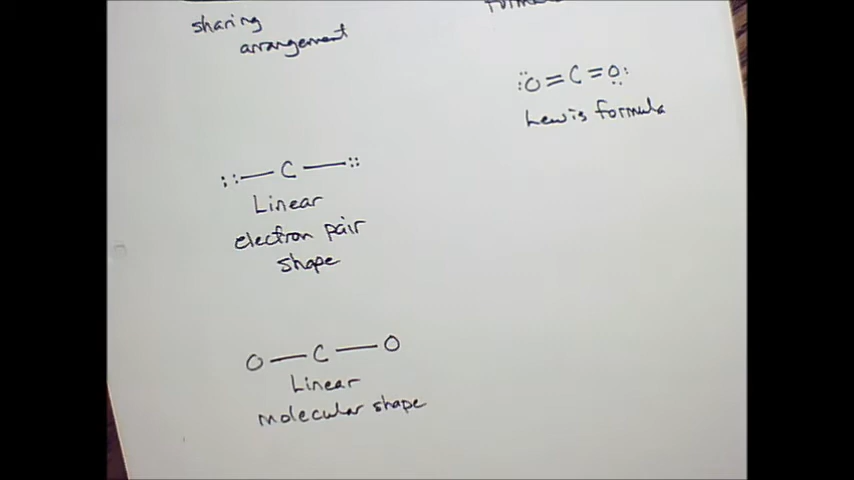 sharing
arrangement
:Ö=C=O:
Lewis formula
::—C—::
Linear
electron pair
shape
O—C—O
Linear
molecular shape